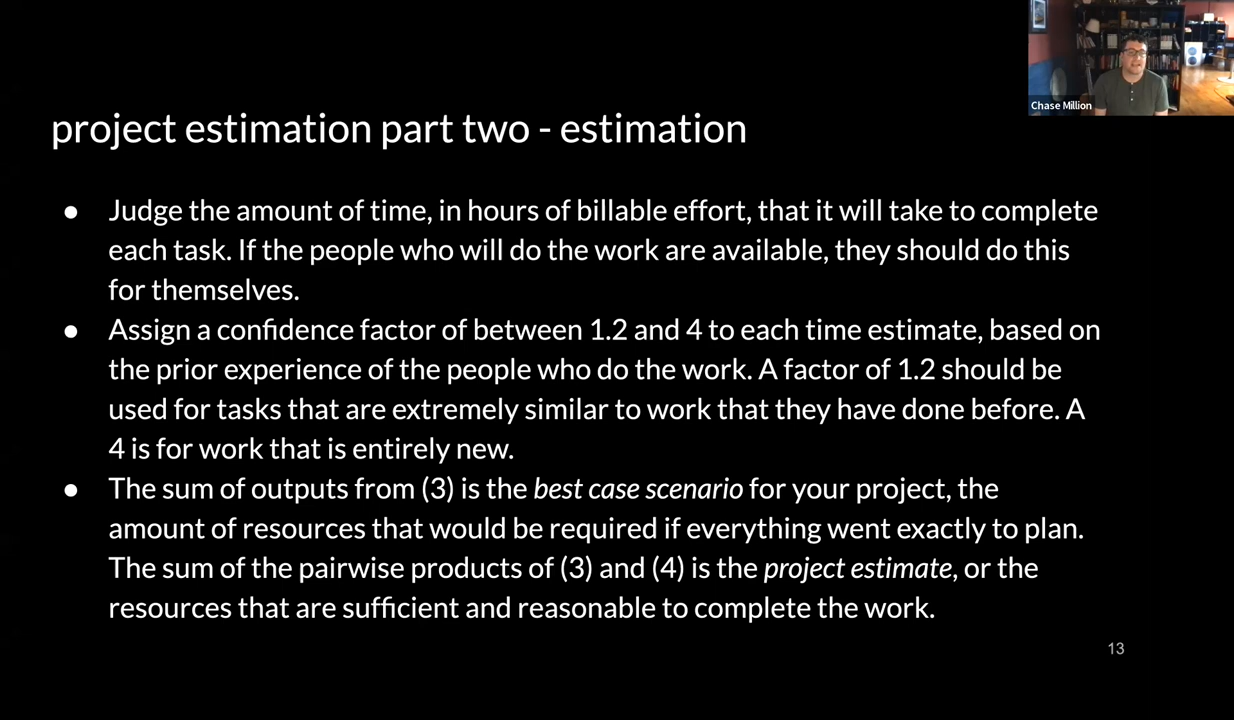 Chase Million
project estimation part two - estimation
● Judge the amount of time, in hours of billable effort, that it will take to complete
each task. If the people who will do the work are available, they should do this
for themselves.
● Assign a confidence factor of between 1.2 and 4 to each time estimate, based on
the prior experience of the people who do the work. A factor of 1.2 should be
used for tasks that are extremely similar to work that they have done before. A
4 is for work that is entirely new.
● The sum of outputs from (3) is the best case scenario for your project, the
amount of resources that would be required if everything went exactly to plan.
The sum of the pairwise products of (3) and (4) is the project estimate, or the
resources that are sufficient and reasonable to complete the work.
13